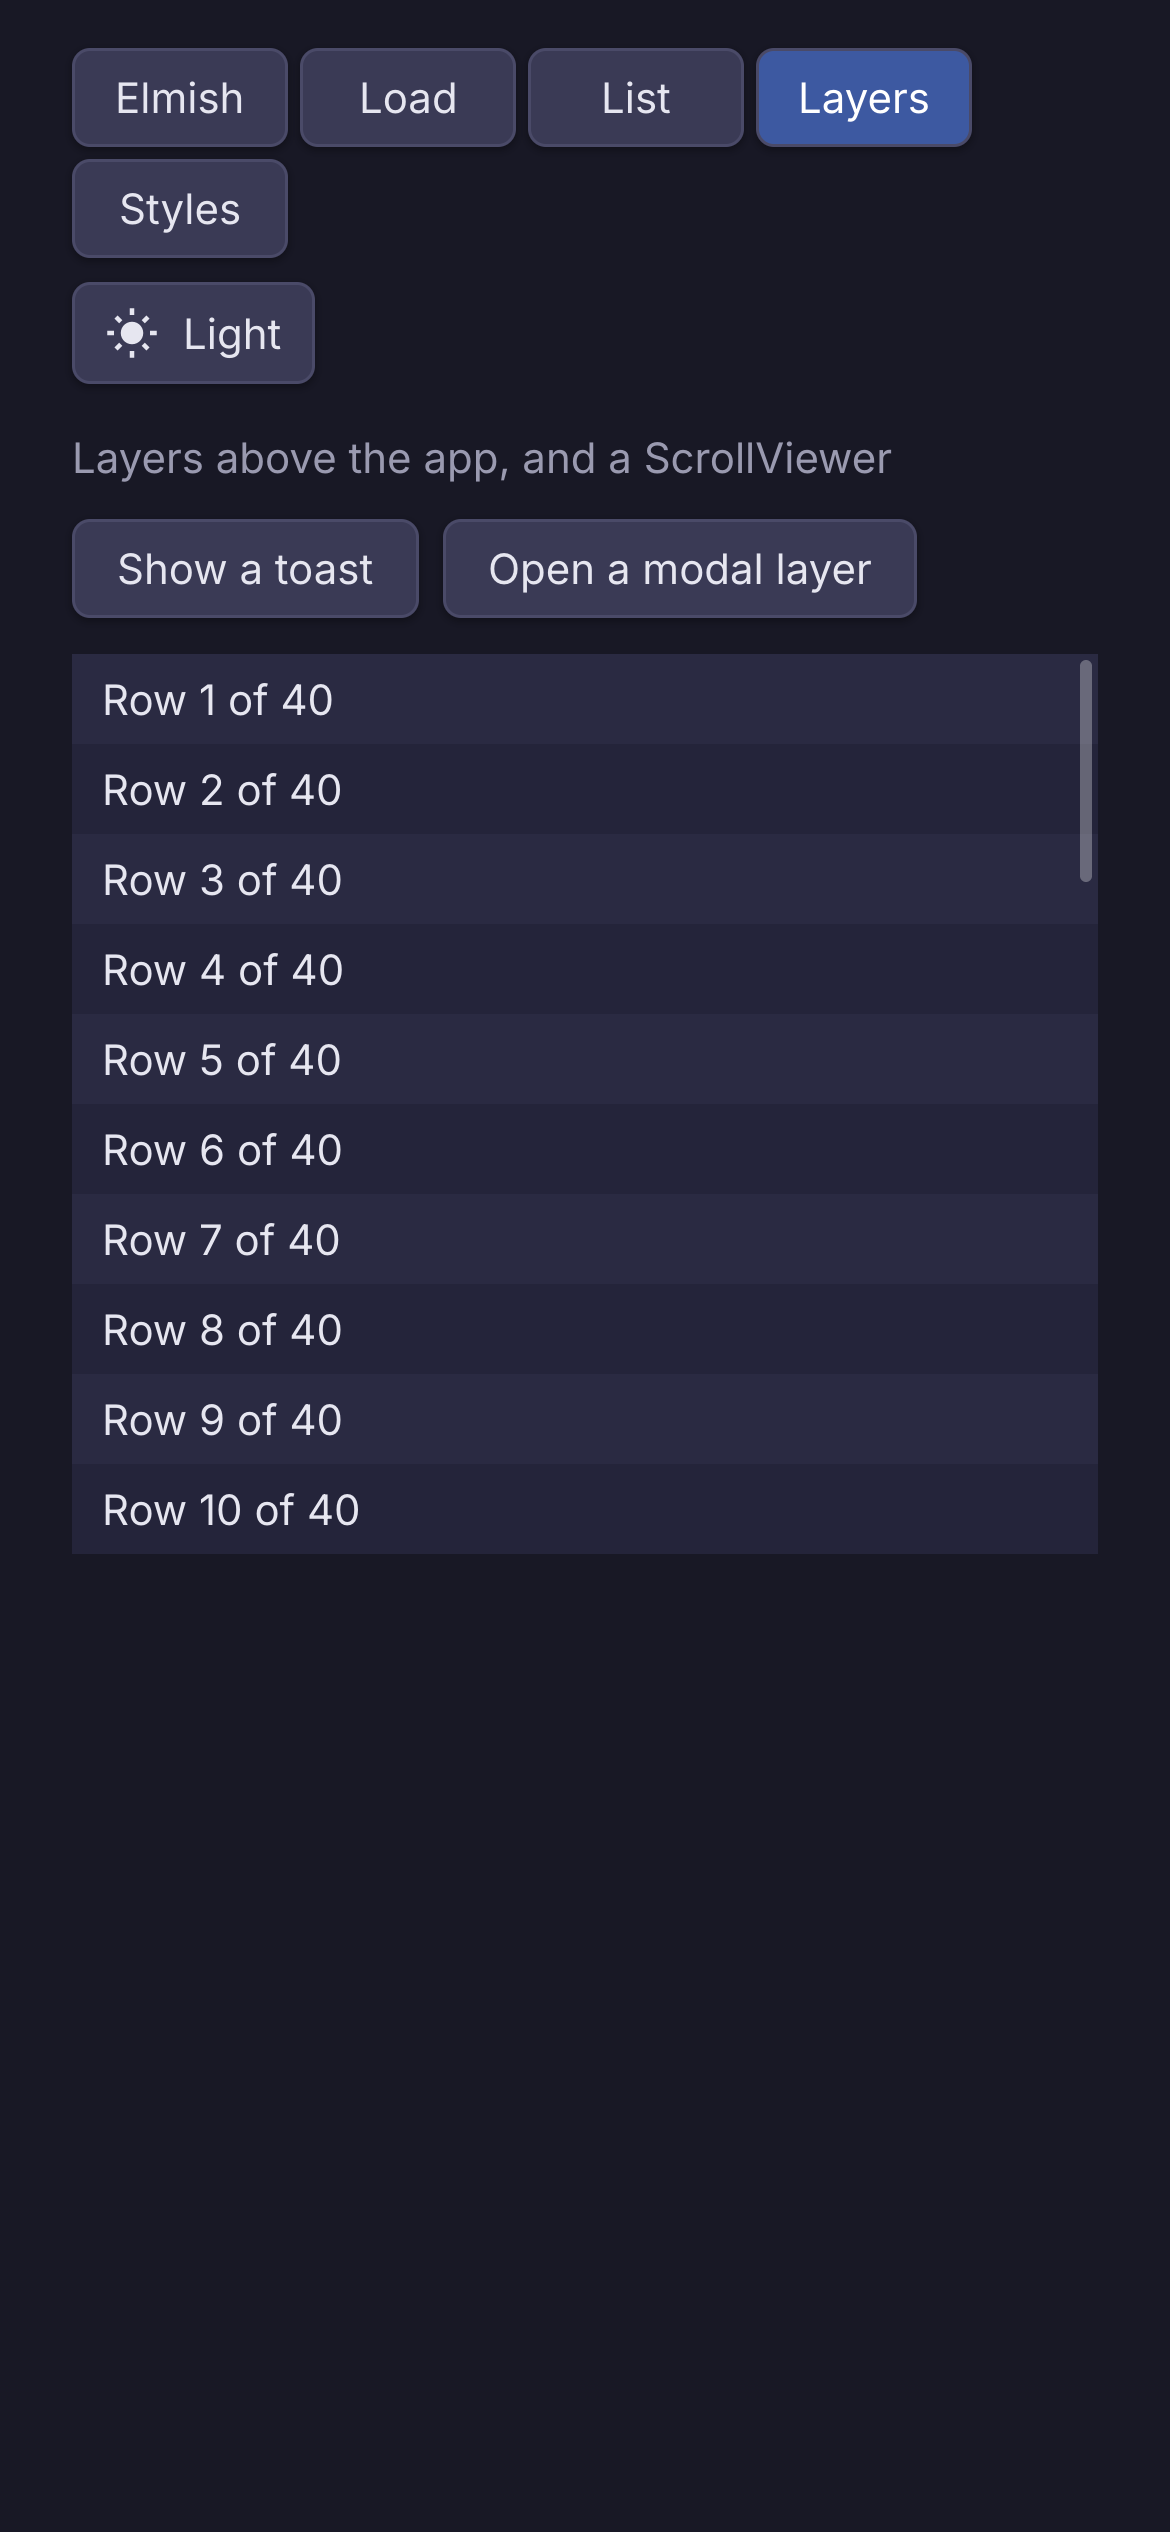 Elmish Load List Layers
Styles
Light
Layers above the app, and a ScrollViewer
Show a toast Open a modal layer
Row 1 of 40
Row 2 of 40
Row 3 of 40
Row 4 of 40
Row 5 of 40
Row 6 of 40
Row 7 of 40
Row 8 of 40
Row 9 of 40
Row 10 of 40